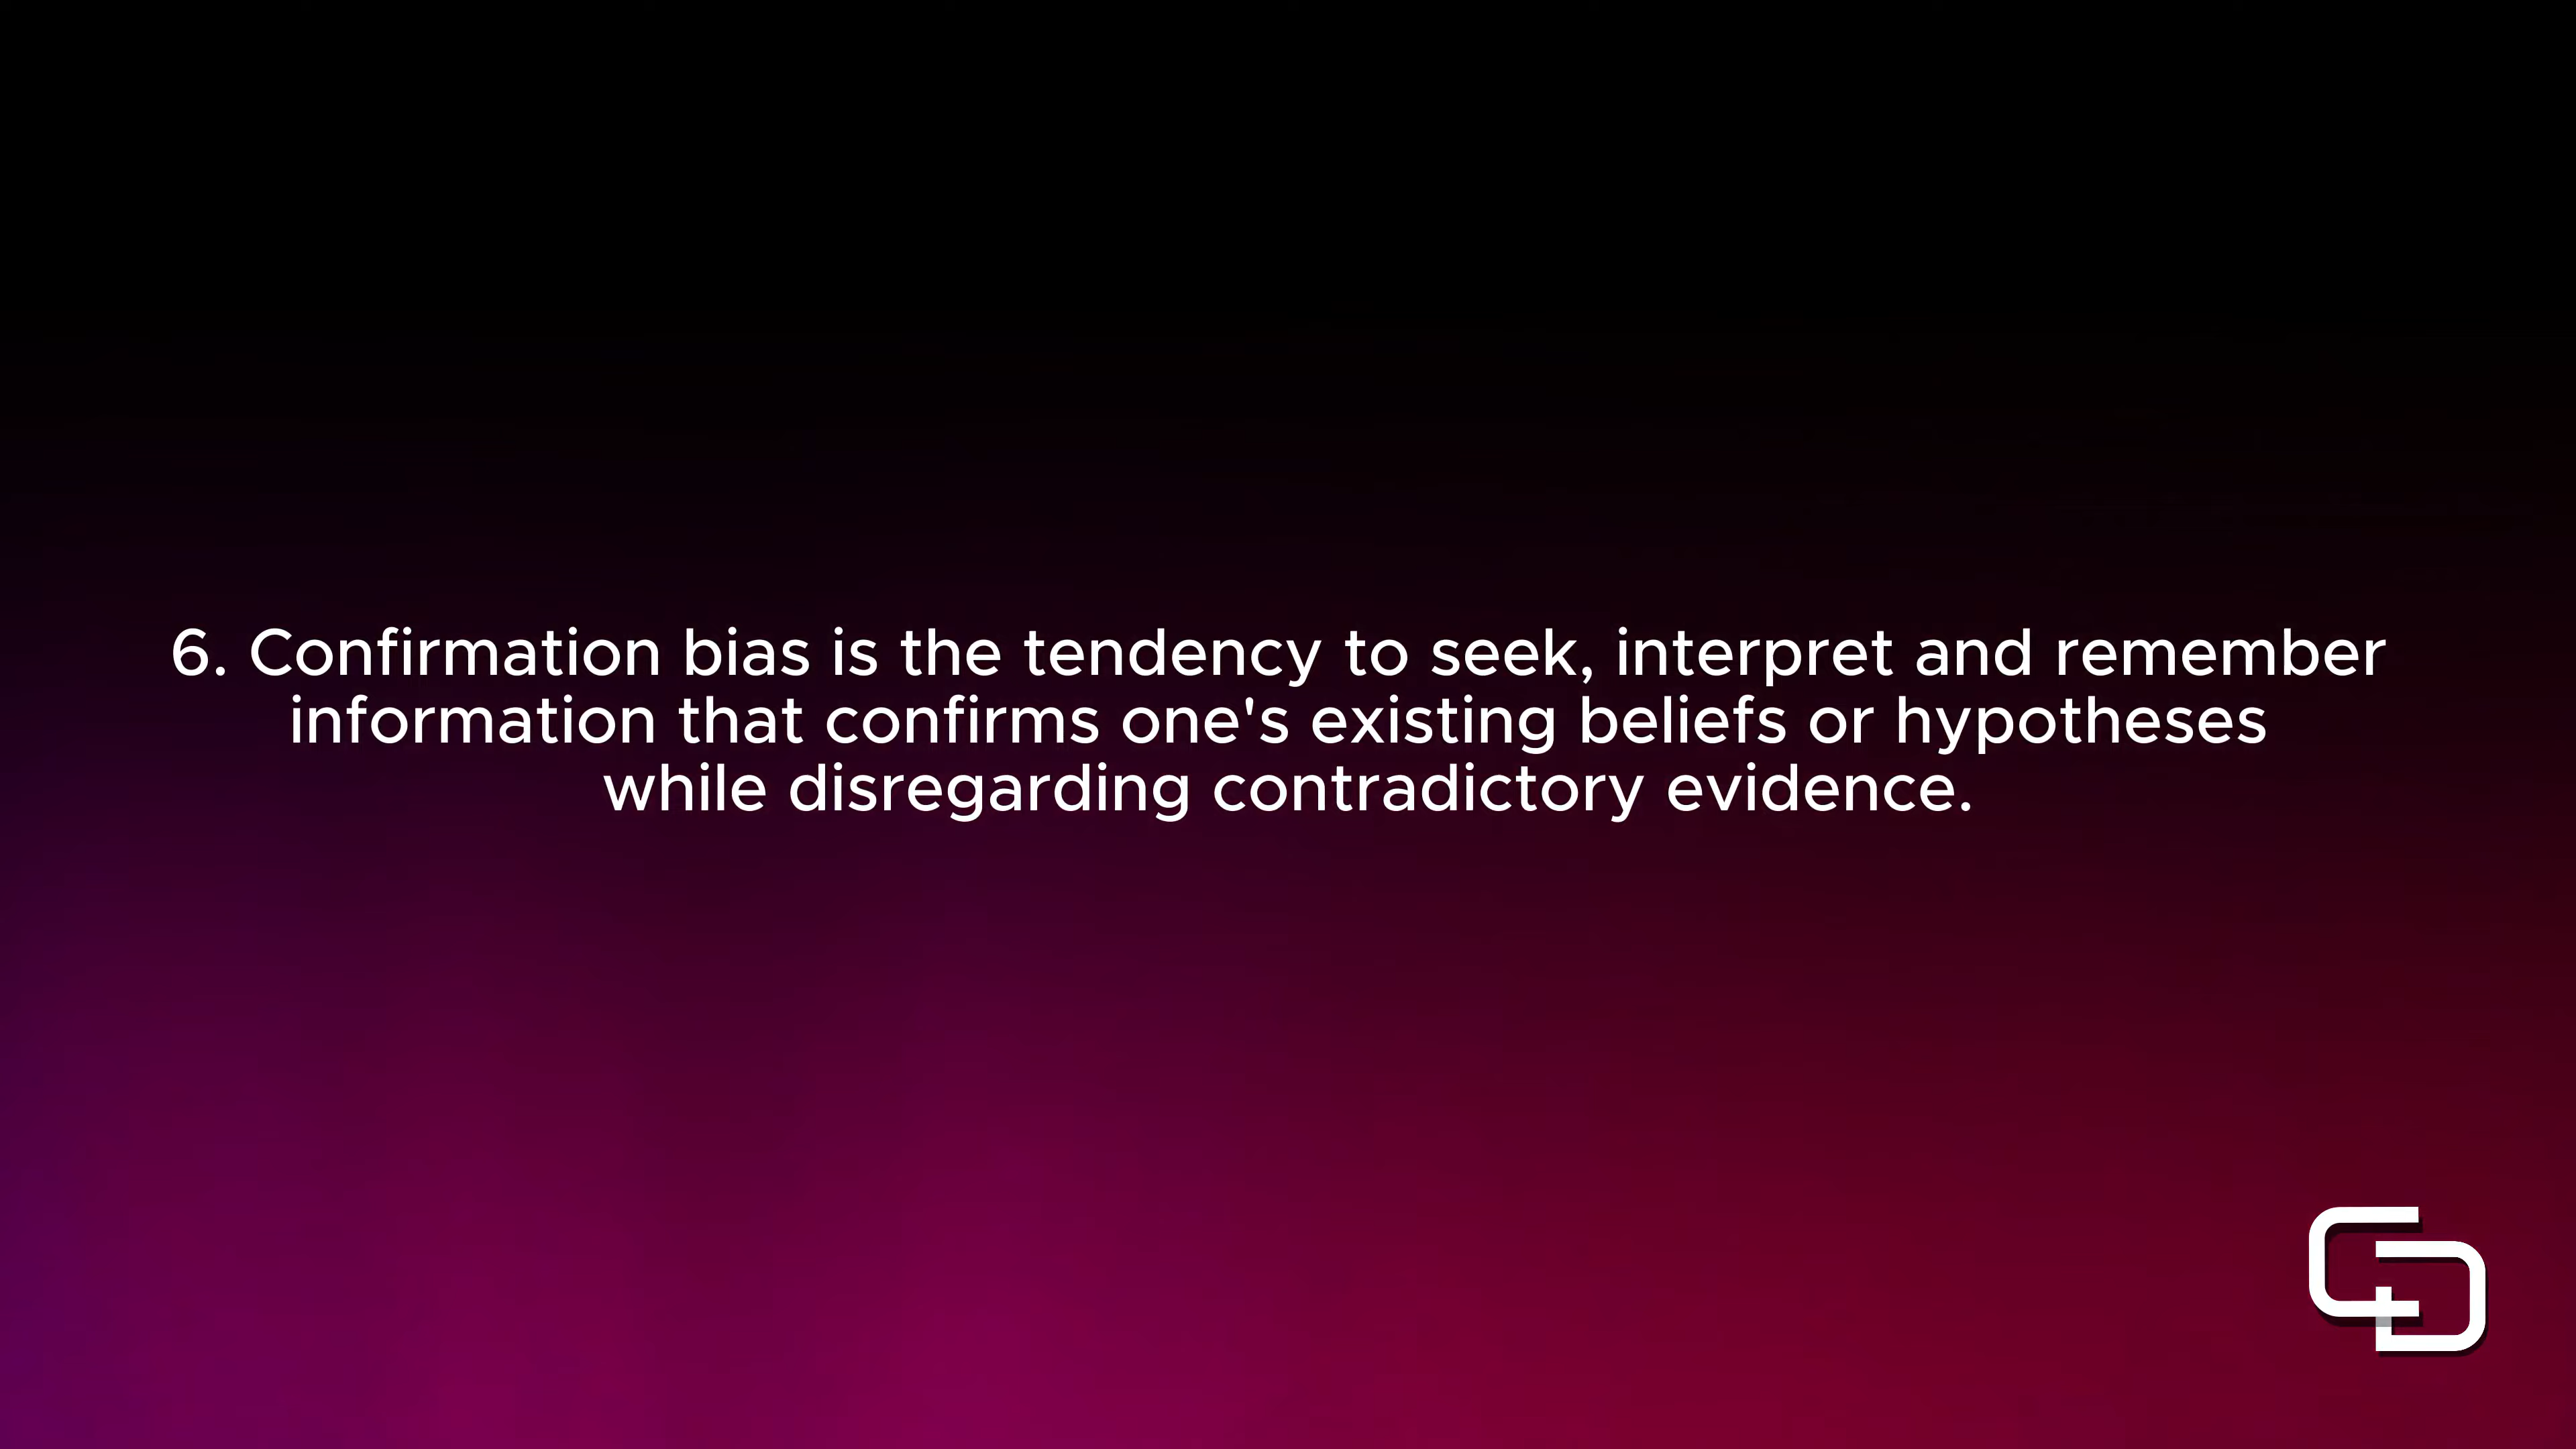 6. Confirmation bias is the tendency to seek, interpret and remember
information that confirms one's existing beliefs or hypotheses
while disregarding contradictory evidence.
CD